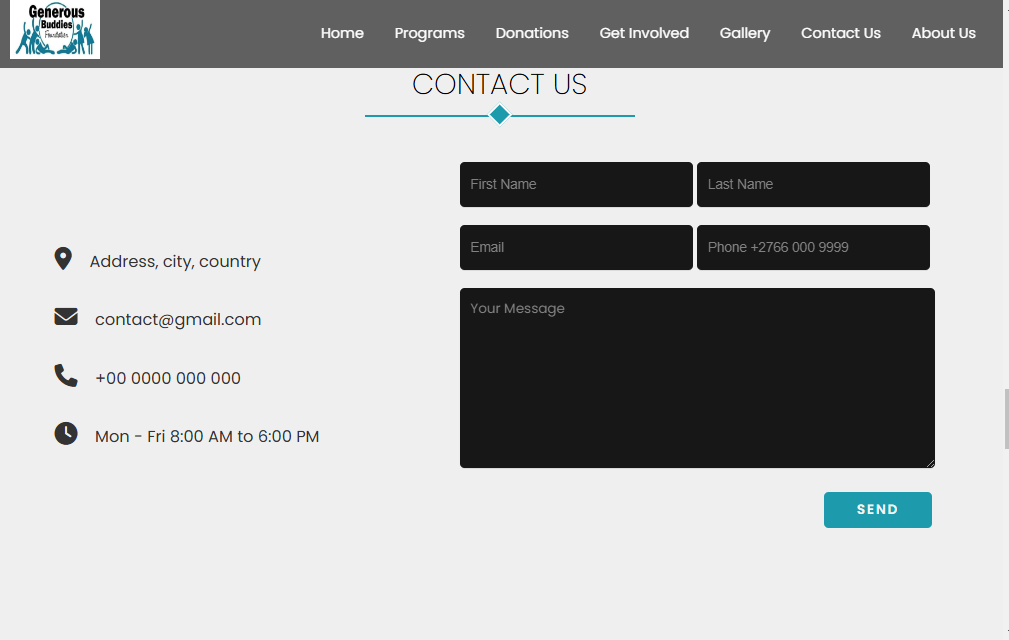 Generous
Buddies
Foundation
Home Programs Donations Get Involved Gallery Contact Us About Us
CONTACT US
First Name Last Name
Email Phone +2766 000 9999
Your Message
Address, city, country
contact@gmail.com
+00 0000 000 000
Mon - Fri 8:00 AM to 6:00 PM
SEND